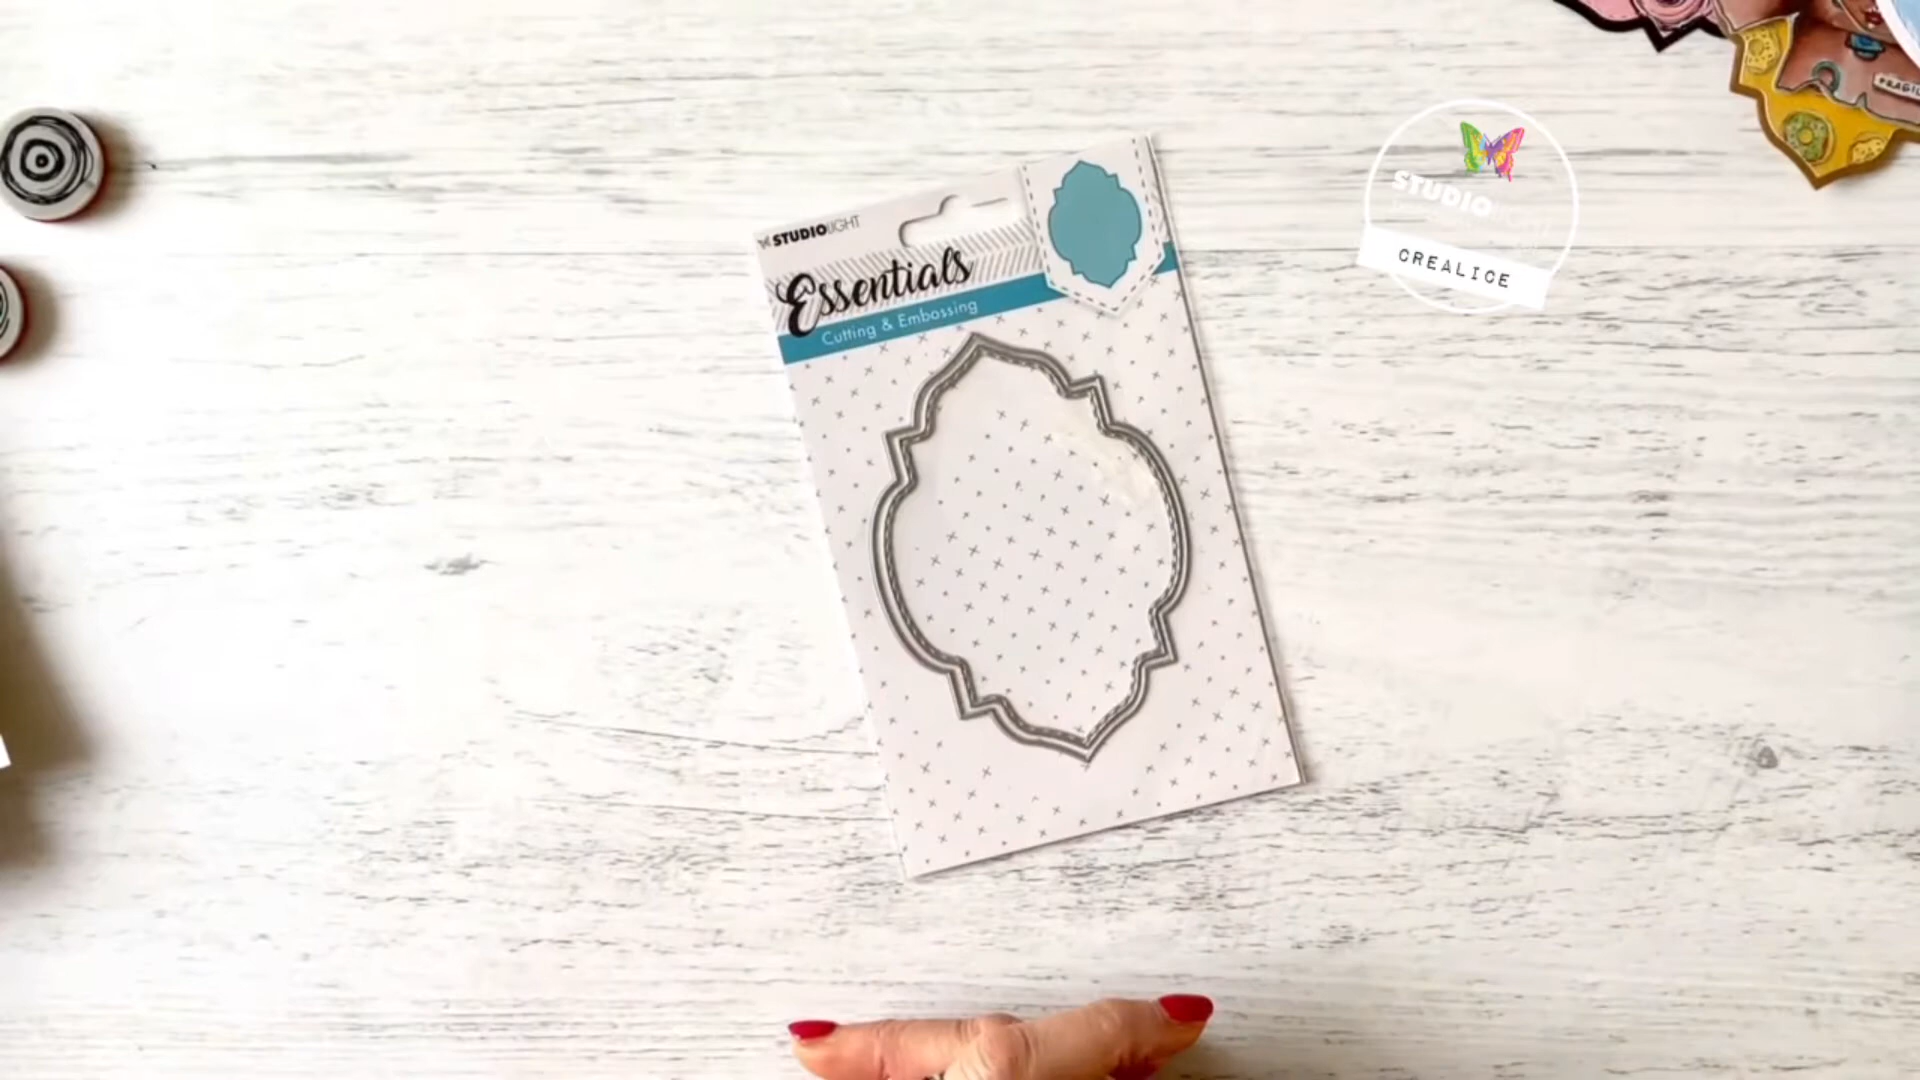 STUDIOLIGHT
Essentials
Cutting & Embossing
STUDIO
CREALICE